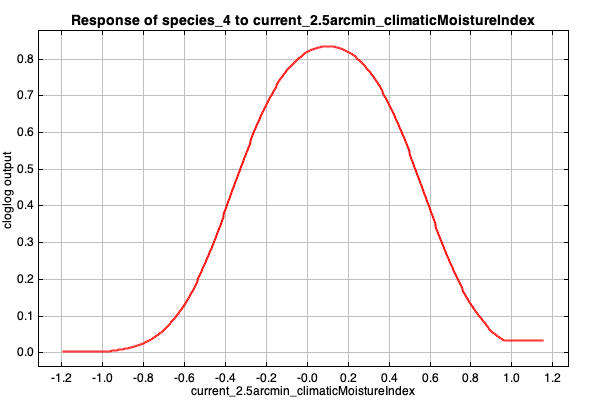 Response of species_4 to current_2.5arcmin_climaticMoistureIndex
cloglog output
0.8
0.7
0.6
0.5
0.4
0.3
0.2
0.1
0.0
-1.2 -1.0 -0.8 -0.6 -0.4 -0.2 -0.0 0.2 0.4 0.6 0.8 1.0 1.2
current_2.5arcmin_climaticMoistureIndex